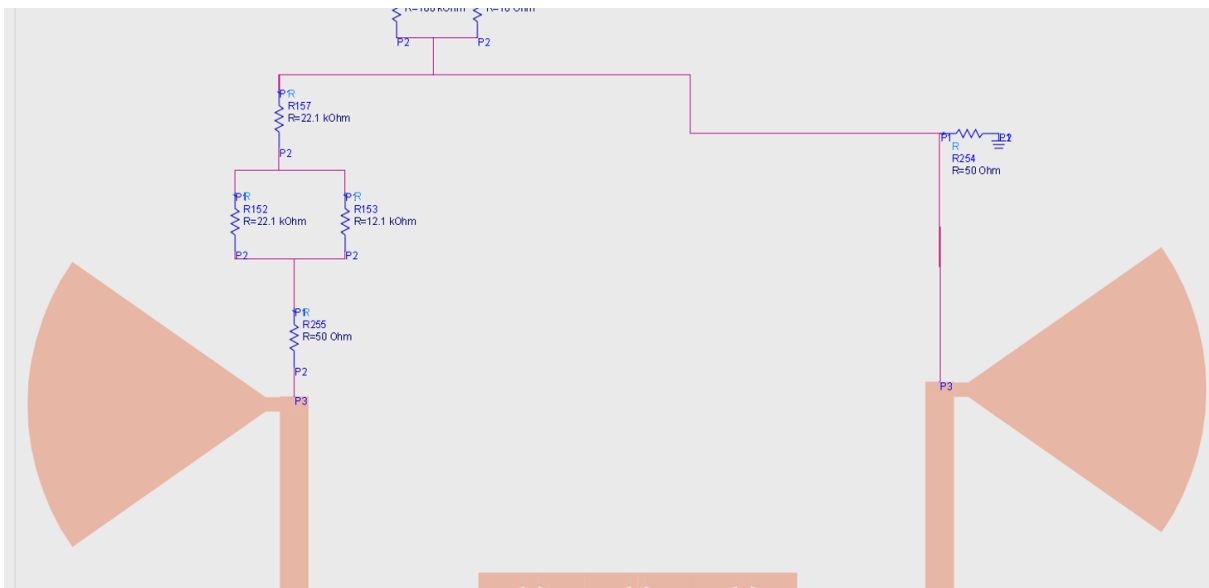 P2
P2
P1R
R157
R=22.1 kOhm
P2
P1
R
R254
R=50 Ohm
P1R
R152
R=22.1 kOhm
P2
P1R
R153
R=12.1 kOhm
P2
P1R
R255
R=50 Ohm
P2
P3
P3